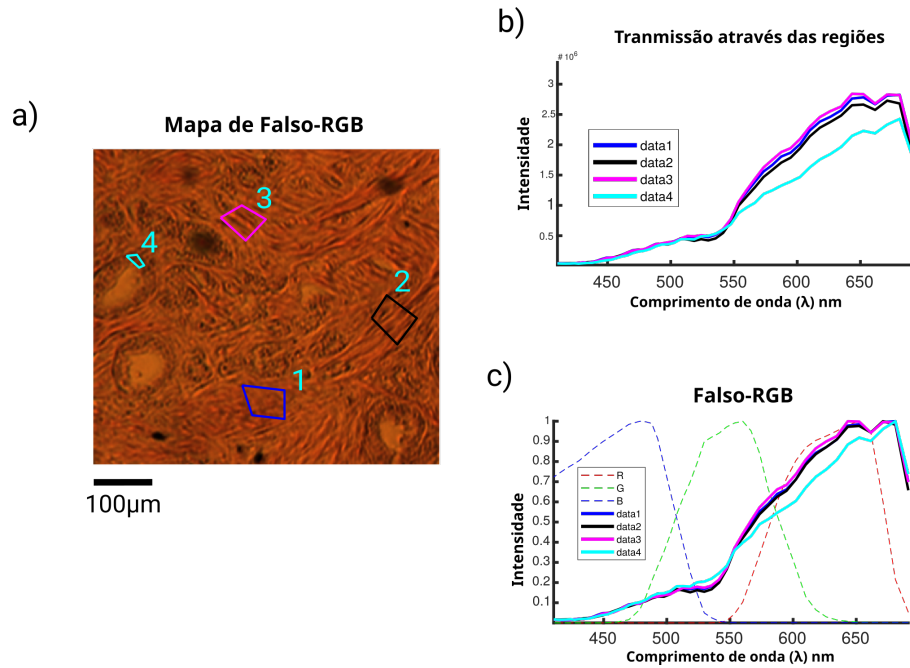 a)
Mapa de Falso-RGB
3
4
2
1
100µm
b)
Tranmissão através das regiões
# 10⁶
3
2.5
2
1.5
1
0.5
Intensidade
data1
data2
data3
data4
450 500 550 600 650
Comprimento de onda (λ) nm
c)
Falso-RGB
1
0.9
0.8
0.7
0.6
0.5
0.4
0.3
0.2
0.1
Intensidade
R
G
B
data1
data2
data3
data4
450 500 550 600 650
Comprimento de onda (λ) nm